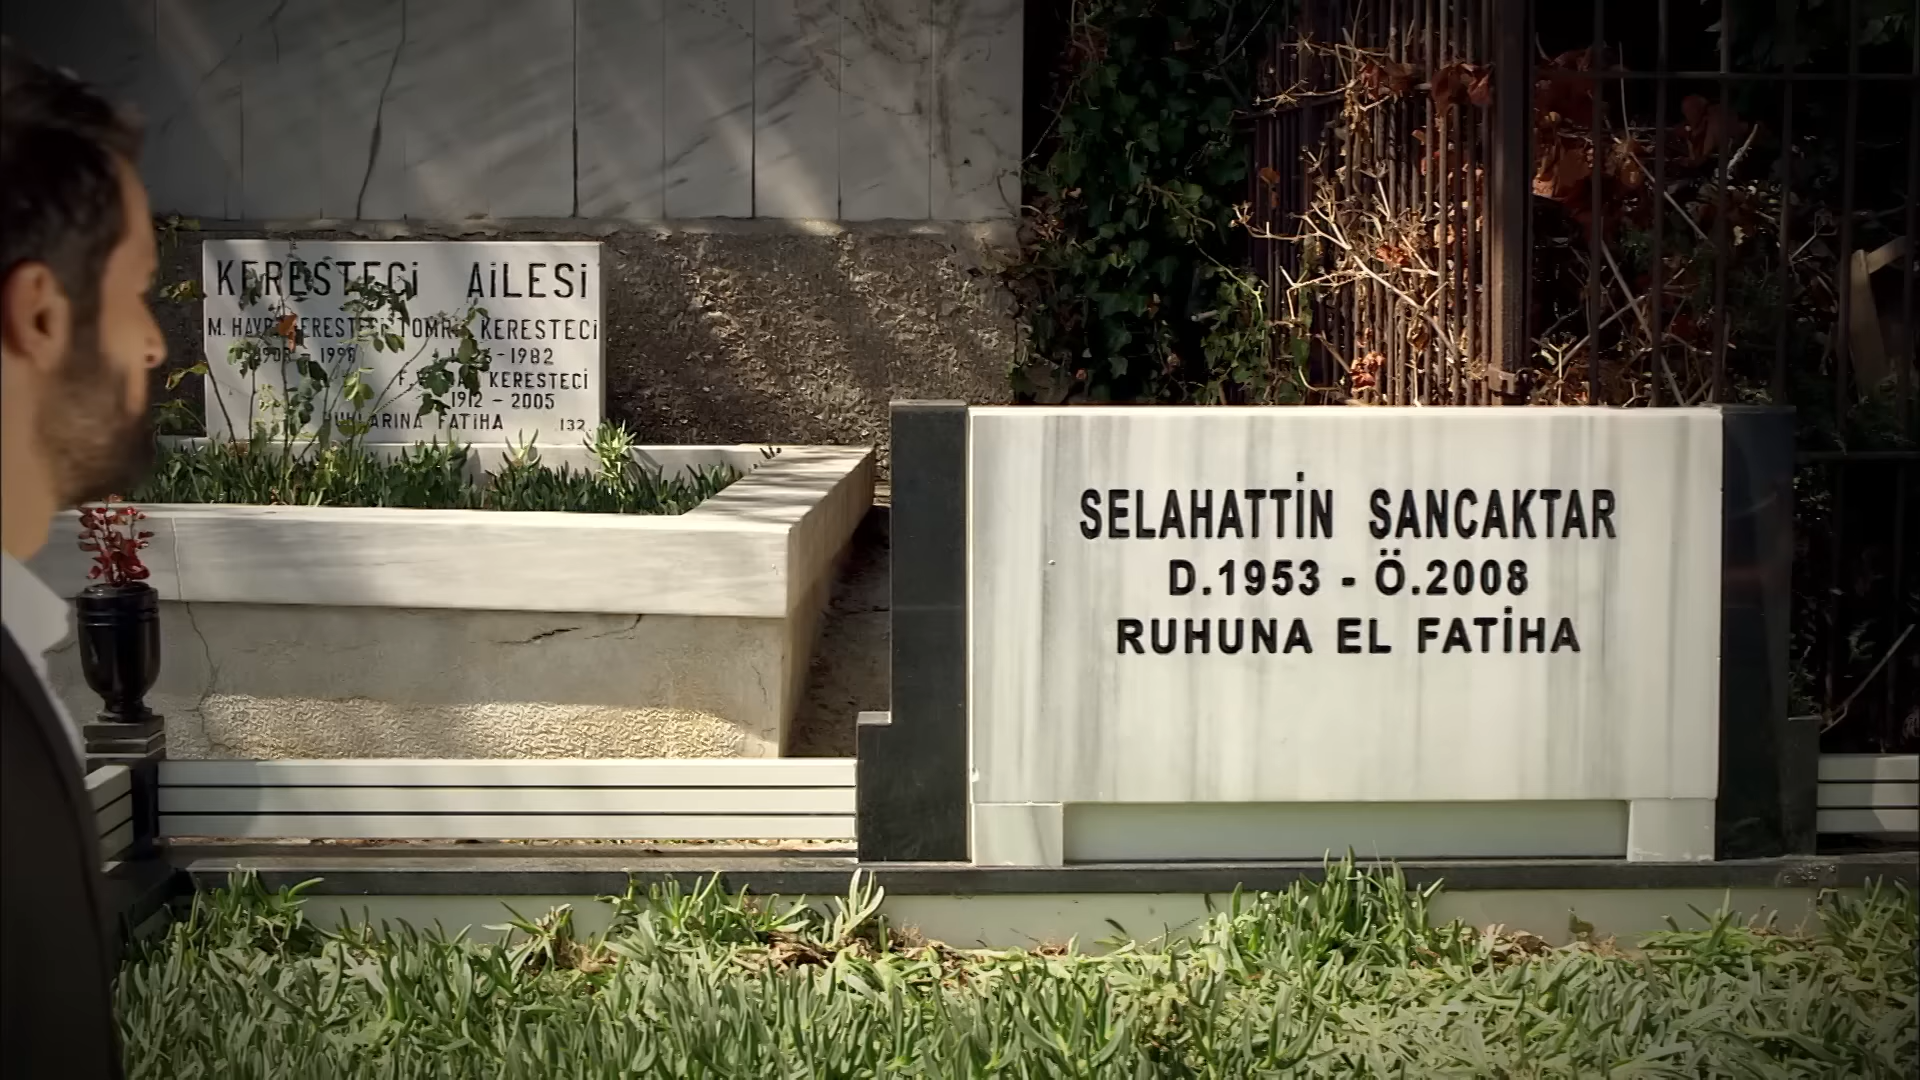 KERESTECİ AİLESİ
KERESTECİ
1982
KERESTECİ
1912 - 2005
FATİHA 132
SELAHATTİN SANCAKTAR
D.1953 - Ö.2008
RUHUNA EL FATİHA